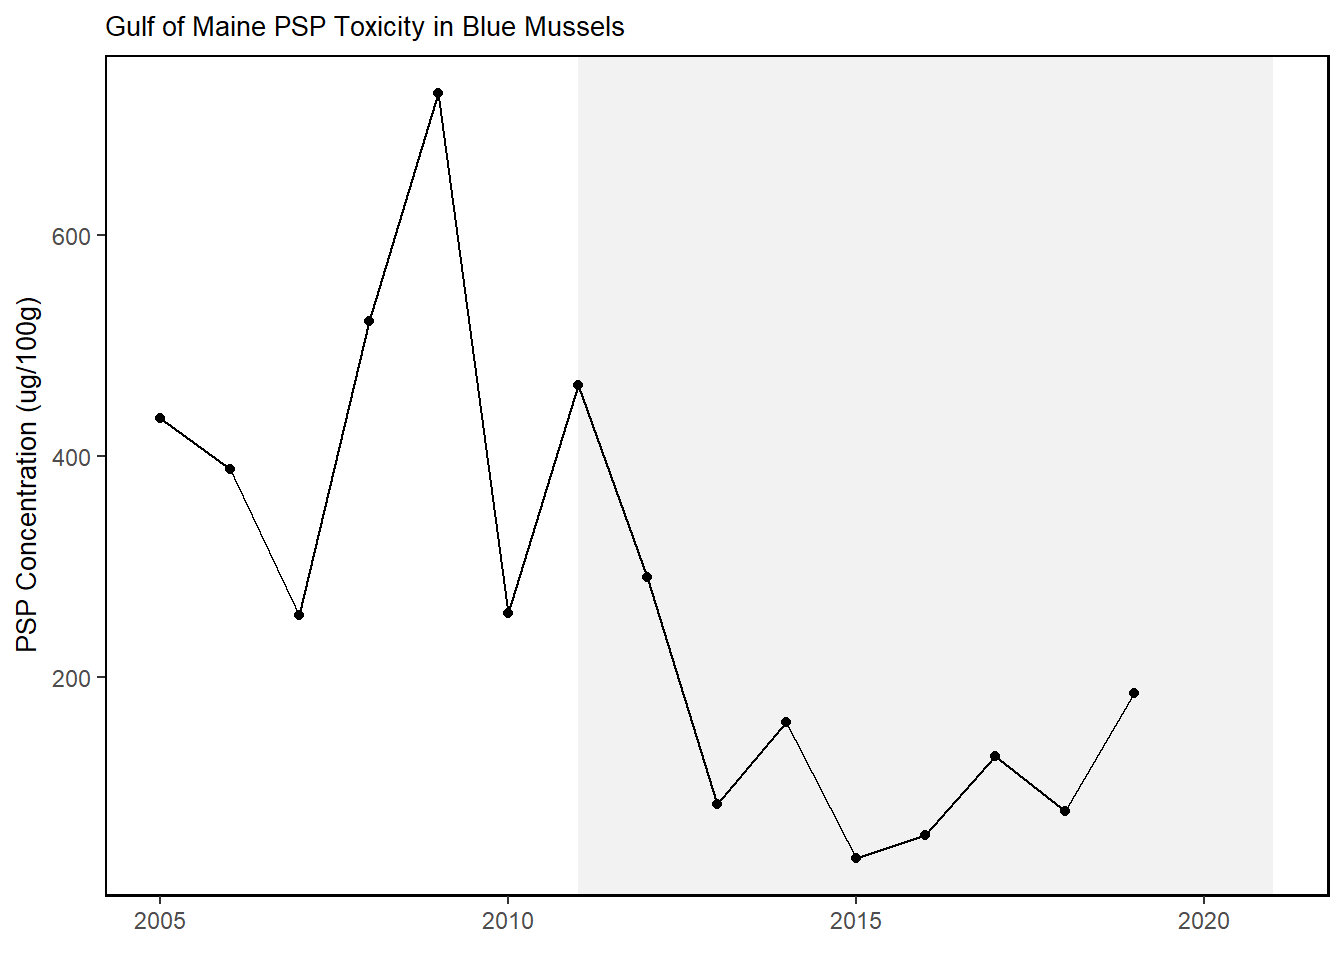 Gulf of Maine PSP Toxicity in Blue Mussels
PSP Concentration (ug/100g)
600
400
200
2005 2010 2015 2020